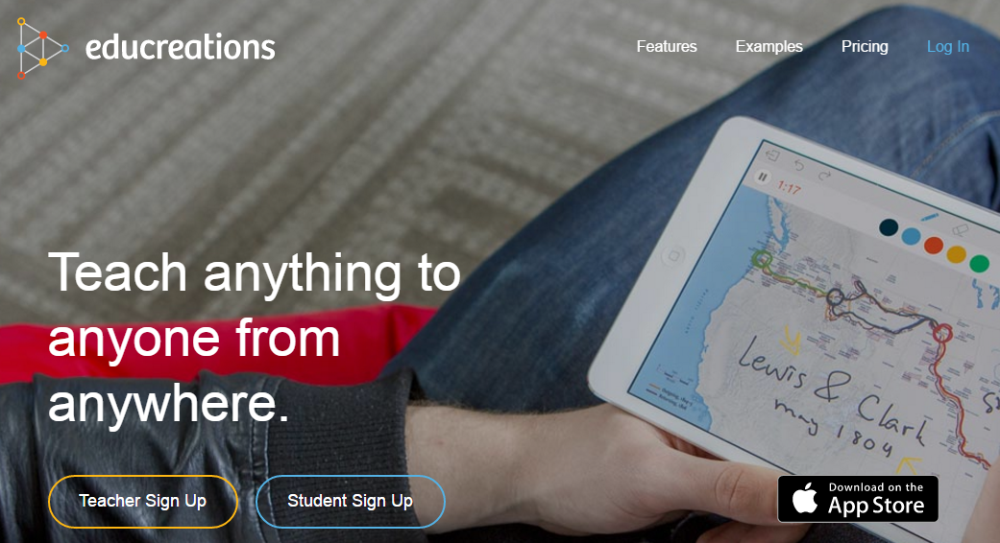 educreations
Features
Examples
Pricing
Log In
1:17
Teach anything to
anyone from
anywhere.
Lewis & Clark
may 1804
Teacher Sign Up
Student Sign Up
Download on the
App Store